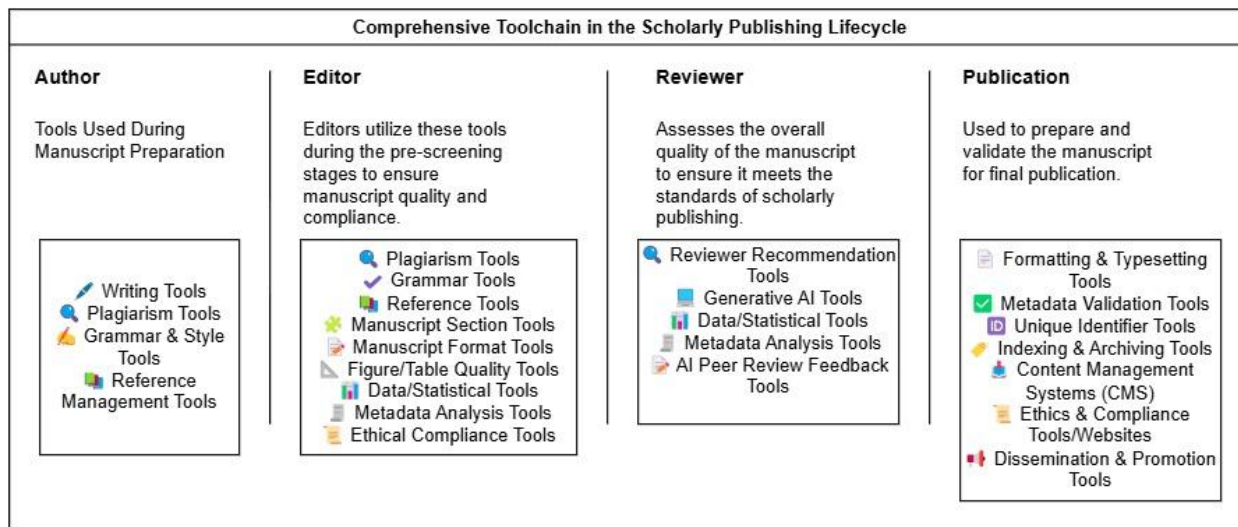 Comprehensive Toolchain in the Scholarly Publishing Lifecycle
Author
Tools Used During
Manuscript Preparation
Writing Tools
Plagiarism Tools
Grammar & Style
Tools
Reference
Management Tools
Editor
Editors utilize these tools
during the pre-screening
stages to ensure
manuscript quality and
compliance.
Plagiarism Tools
Grammar Tools
Reference Tools
Manuscript Section Tools
Manuscript Format Tools
Figure/Table Quality Tools
Data/Statistical Tools
Metadata Analysis Tools
Ethical Compliance Tools
Reviewer
Assesses the overall
quality of the manuscript
to ensure it meets the
standards of scholarly
publishing.
Reviewer Recommendation
Tools
Generative AI Tools
Data/Statistical Tools
Metadata Analysis Tools
AI Peer Review Feedback
Tools
Publication
Used to prepare and
validate the manuscript
for final publication.
Formatting & Typesetting
Tools
Metadata Validation Tools
🆔 Unique Identifier Tools
Indexing & Archiving Tools
Content Management
Systems (CMS)
Ethics & Compliance
Tools/Websites
Dissemination & Promotion
Tools